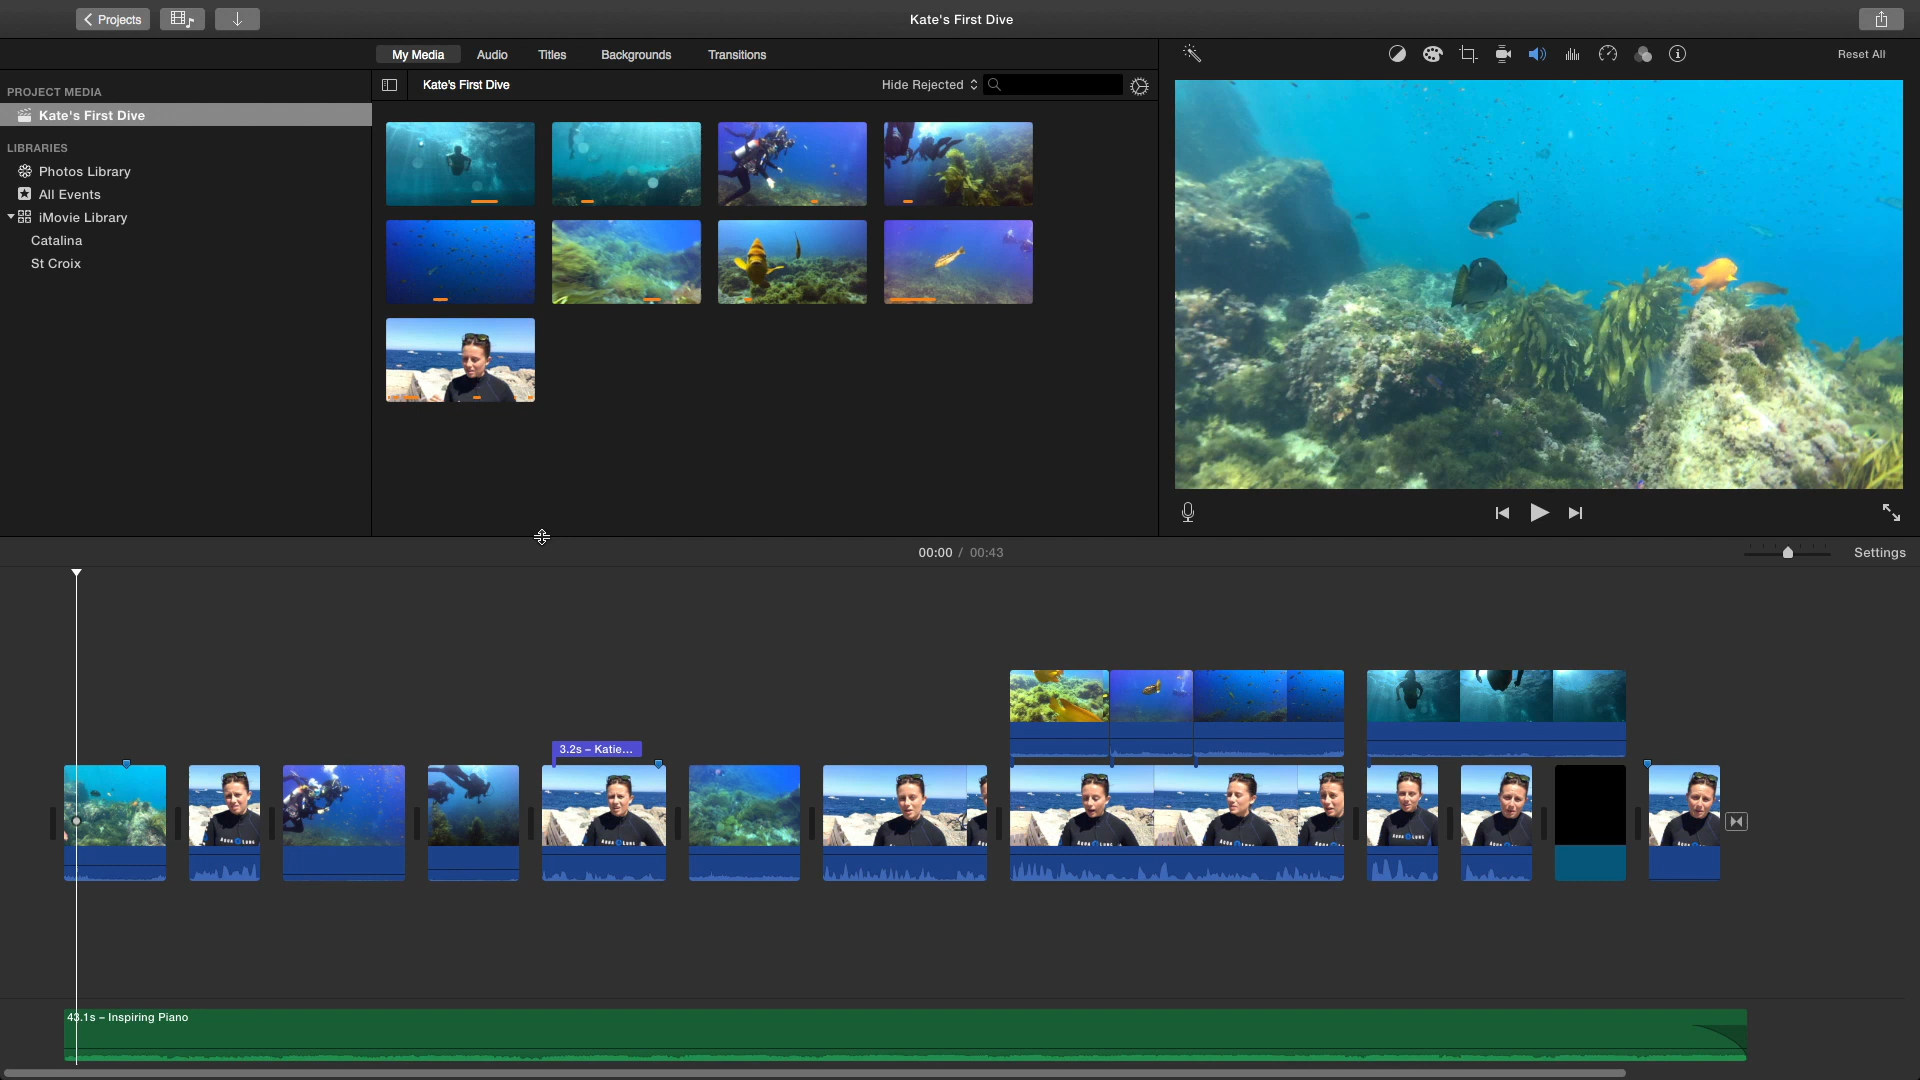 Projects
Kate's First Dive
My Media
Audio
Titles
Backgrounds
Transitions
Reset All
PROJECT MEDIA
Kate's First Dive
Hide Rejected
Kate's First Dive
LIBRARIES
Photos Library
All Events
iMovie Library
Catalina
St Croix
00:00 / 00:43
Settings
3.2s – Katie...
43.1s – Inspiring Piano